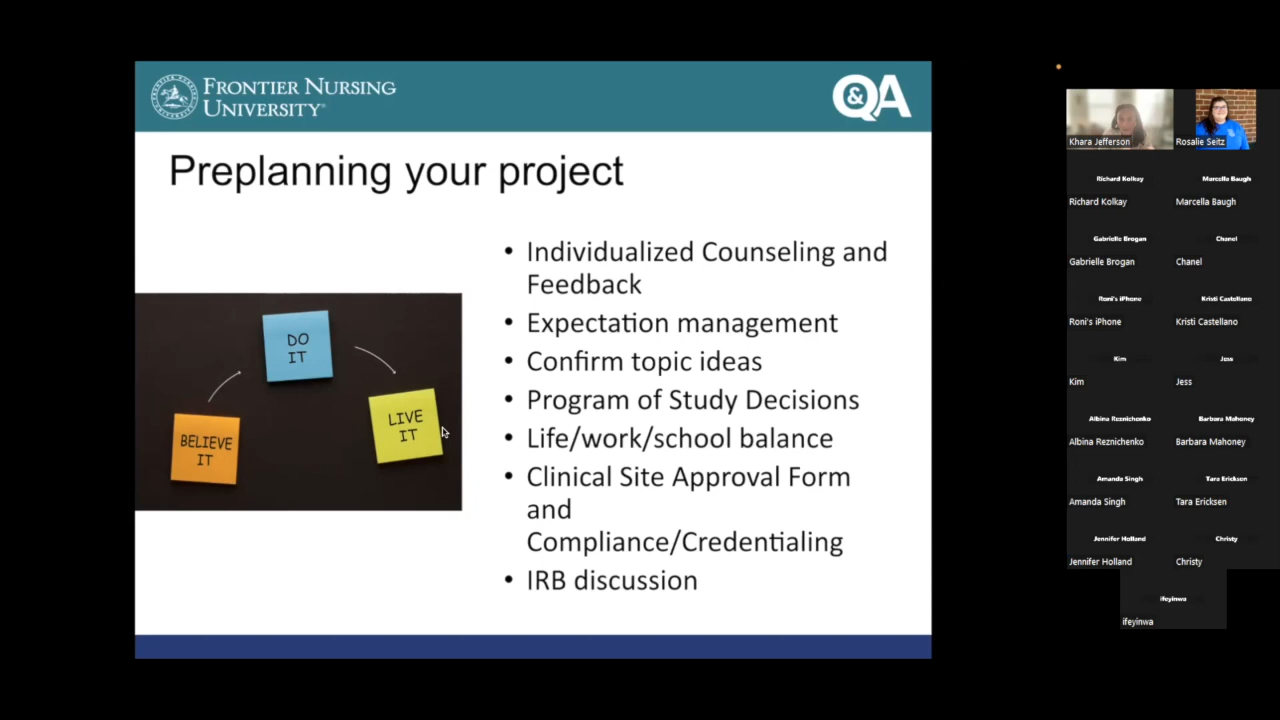 FRONTIER NURSING
UNIVERSITY
Q&A
Preplanning your project
BELIEVE
IT
DO
IT
LIVE
IT
• Individualized Counseling and
Feedback
• Expectation management
• Confirm topic ideas
• Program of Study Decisions
• Life/work/school balance
• Clinical Site Approval Form
and
Compliance/Credentialing
• IRB discussion
Khara Jefferson
Rosalie Seitz
Richard Kolkay
Marcella Baugh
Richard Kolkay
Marcella Baugh
Gabrielle Brogan
Chanel
Gabrielle Brogan
Chanel
Roni's iPhone
Kristi Castellano
Roni's iPhone
Kristi Castellano
Kim
Jess
Kim
Jess
Albina Reznichenko
Barbara Mahoney
Albina Reznichenko
Barbara Mahoney
Amanda Singh
Tara Ericksen
Amanda Singh
Tara Ericksen
Jennifer Holland
Christy
Jennifer Holland
Christy
ifeyinwa
ifeyinwa